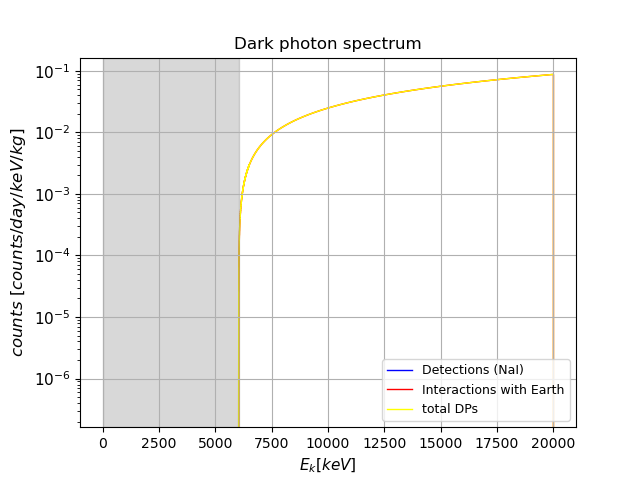 Dark photon spectrum
counts [counts/day/keV/kg]
10⁻¹
10⁻²
10⁻³
10⁻⁴
10⁻⁵
10⁻⁶
Detections (NaI)
Interactions with Earth
total DPs
0 2500 5000 7500 10000 12500 15000 17500 20000
Eₖ[keV]